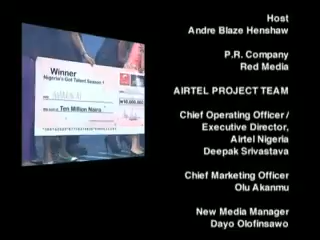 Winner
Nigeria's Got Talent Season 1
Ten Million Naira
Host
Andre Blaze Henshaw
P.R. Company
Red Media
AIRTEL PROJECT TEAM
Chief Operating Officer /
Executive Director,
Airtel Nigeria
Deepak Srivastava
Chief Marketing Officer
Olu Akanmu
New Media Manager
Dayo Olofinsawo